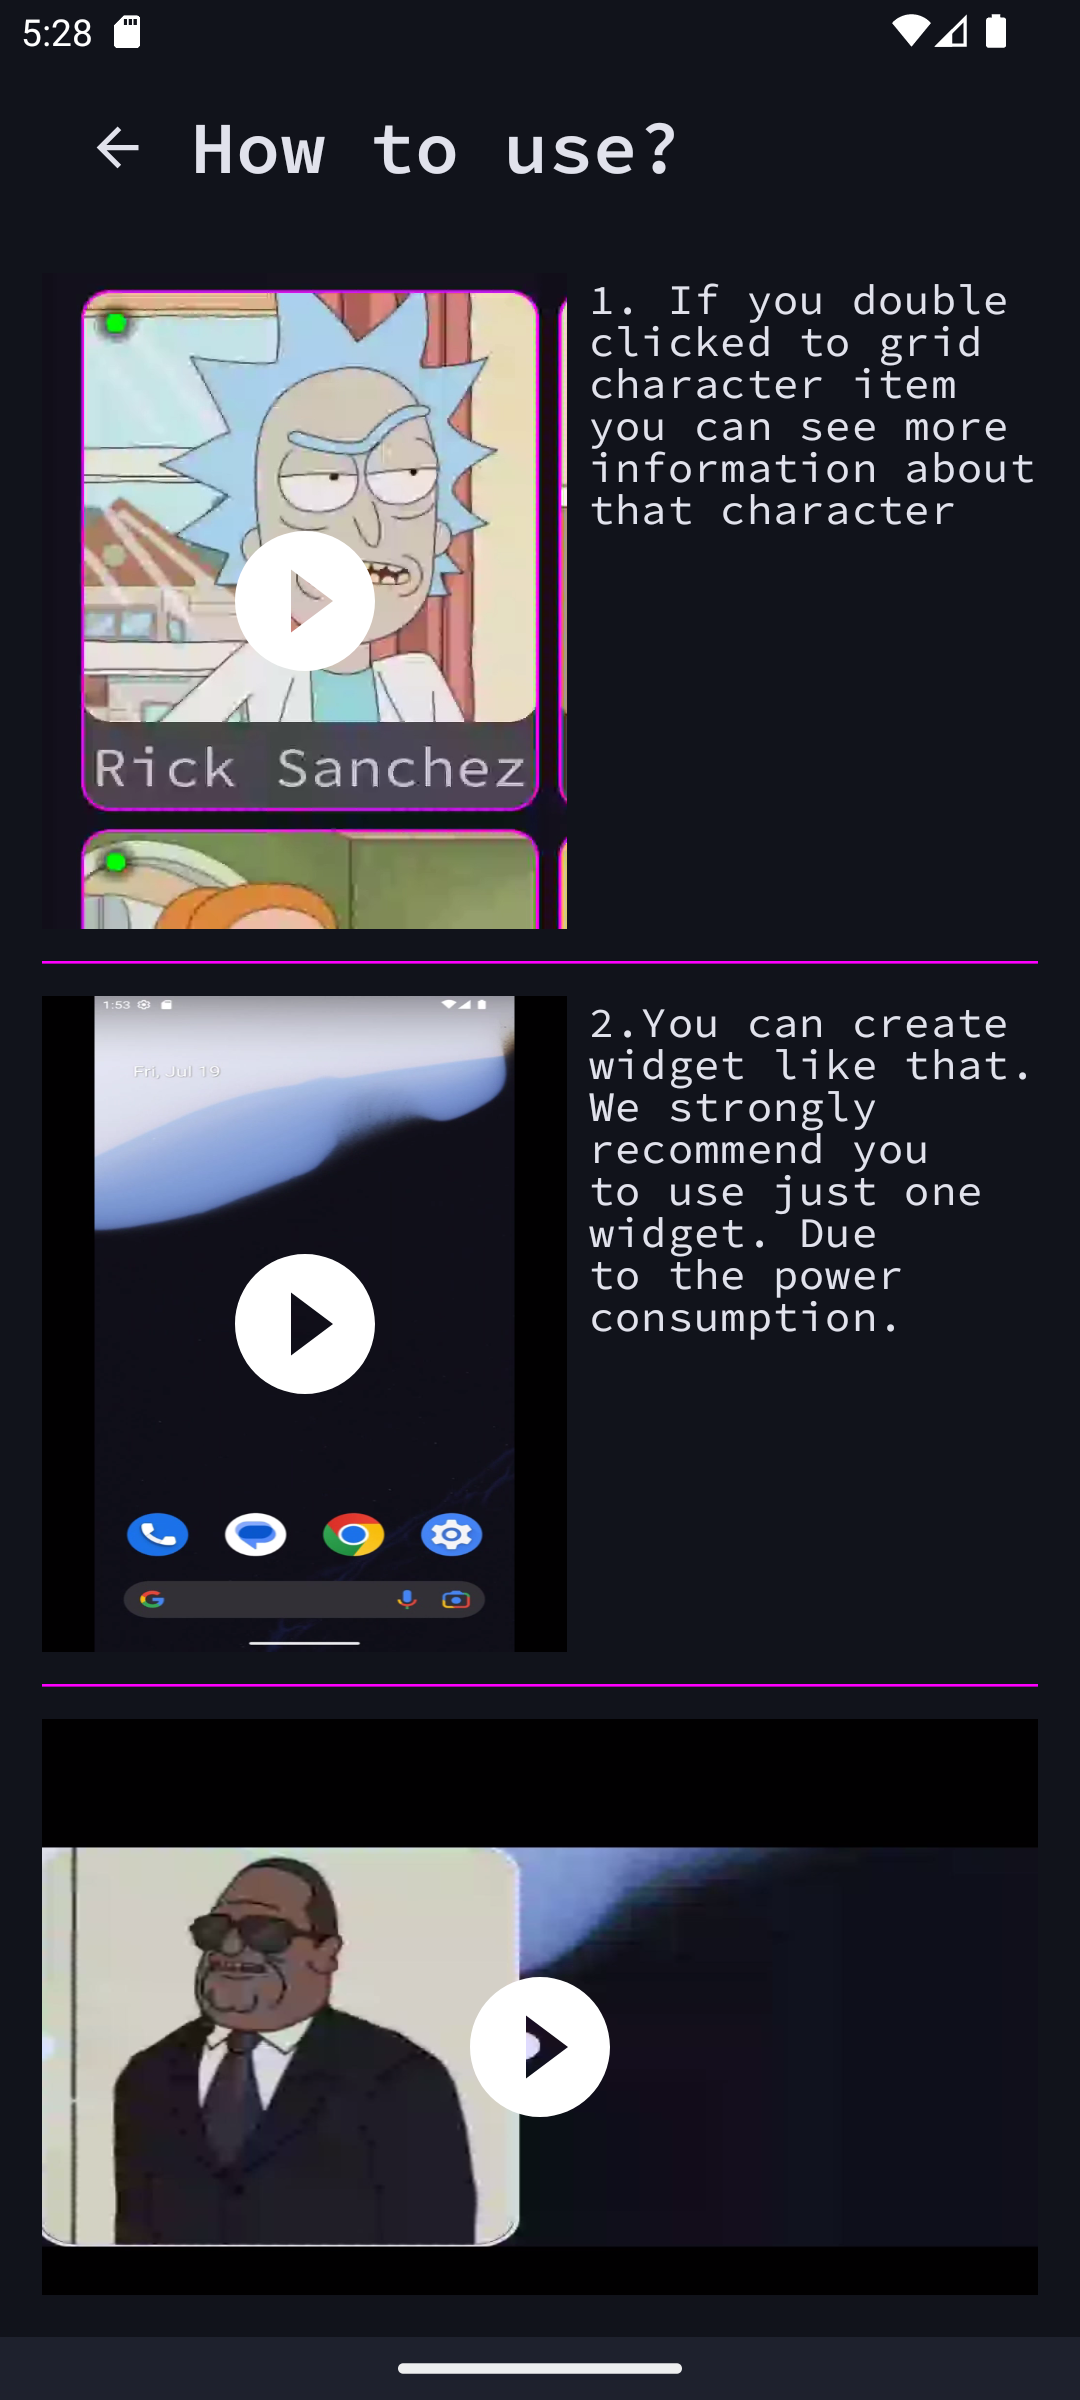 5:28
How to use?
1. If you double
clicked to grid
character item
you can see more
information about
that character
Rick Sanchez
1:53
Fri, Jul 19
2.You can create
widget like that.
We strongly
recommend you
to use just one
widget. Due
to the power
consumption.